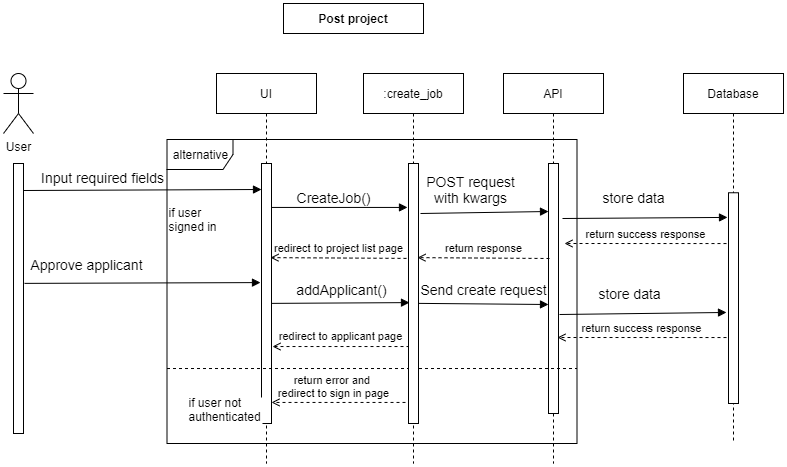 Post project
UI
:create_job
API
Database
User
alternative
Input required fields
CreateJob()
POST request
with kwargs
store data
if user
signed in
return success response
redirect to project list page
return response
Approve applicant
addApplicant()
Send create request
store data
return success response
redirect to applicant page
return error and
redirect to sign in page
if user not
authenticated